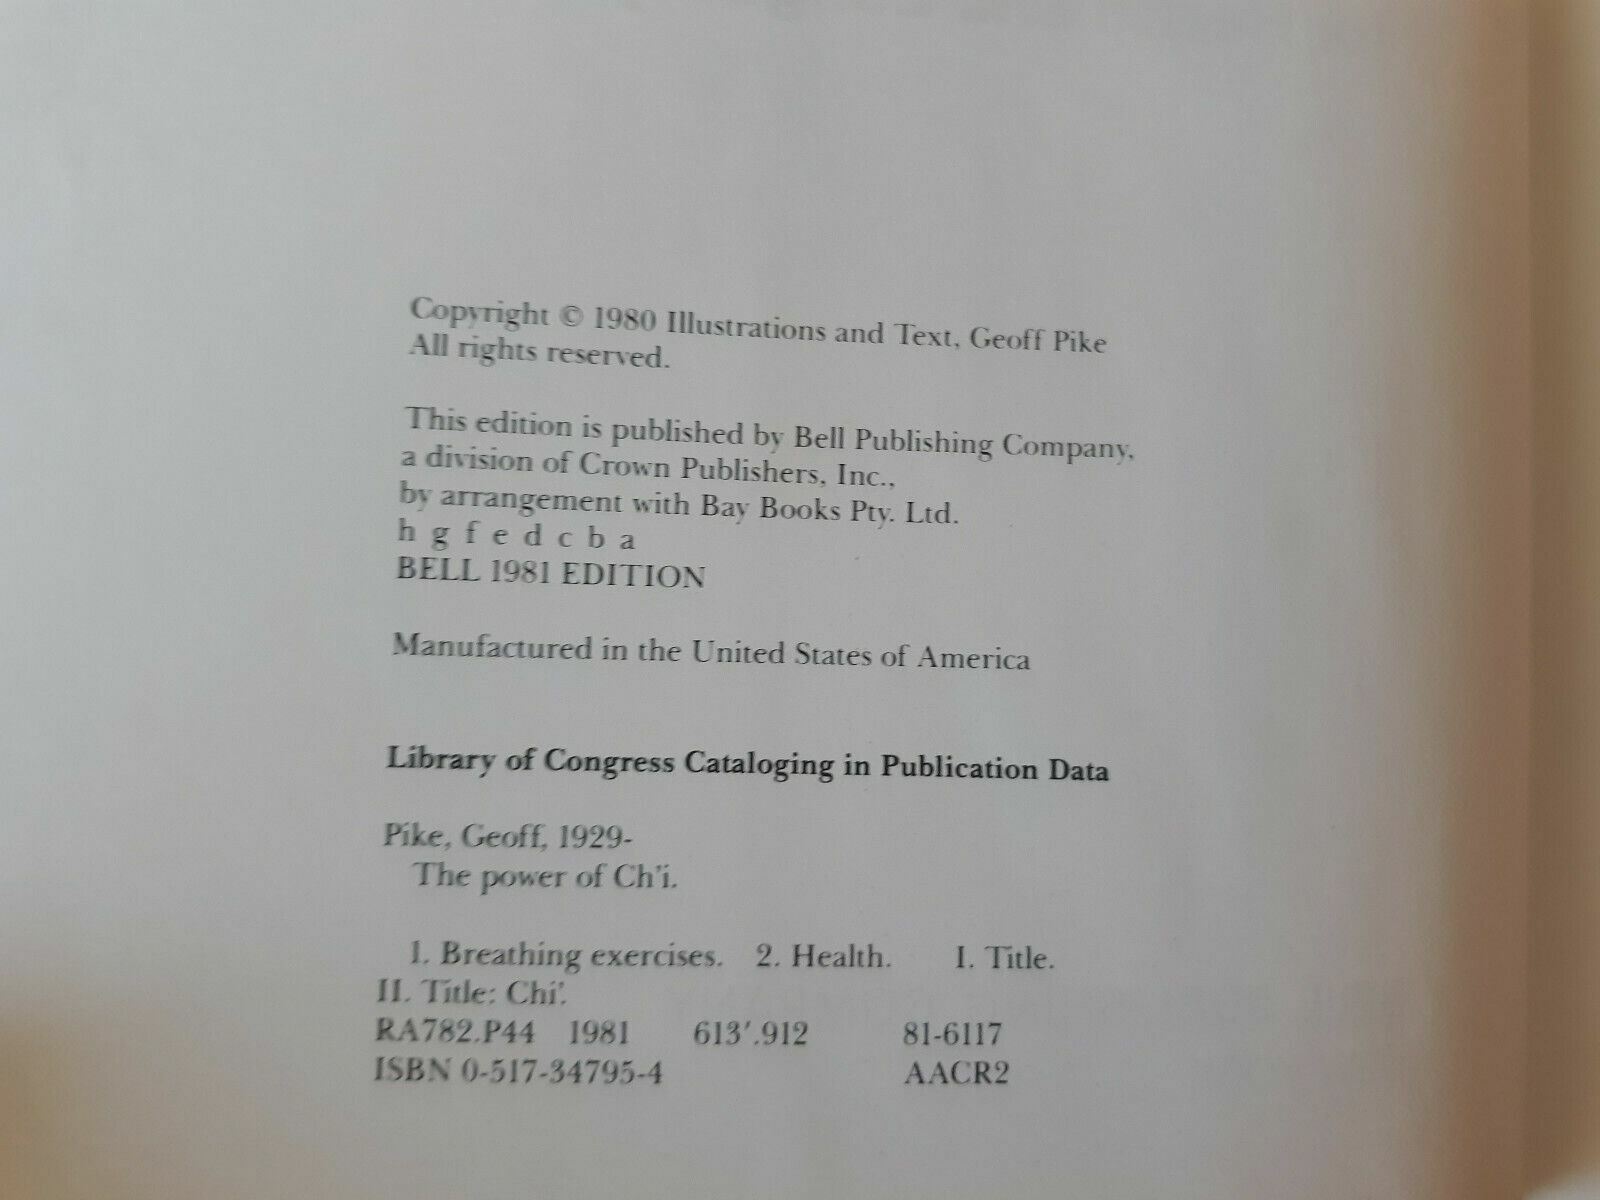 Copyright © 1980 Illustrations and Text, Geoff Pike
All rights reserved.
This edition is published by Bell Publishing Company,
a division of Crown Publishers, Inc.,
by arrangement with Bay Books Pty. Ltd.
h g f e d c b a
BELL 1981 EDITION
Manufactured in the United States of America
Library of Congress Cataloging in Publication Data
Pike, Geoff, 1929-
The power of Ch'i.
1. Breathing exercises. 2. Health. I. Title.
II. Title: Chi'.
RA782.P44 1981 613'.912 81-6117
ISBN 0-517-34795-4 AACR2